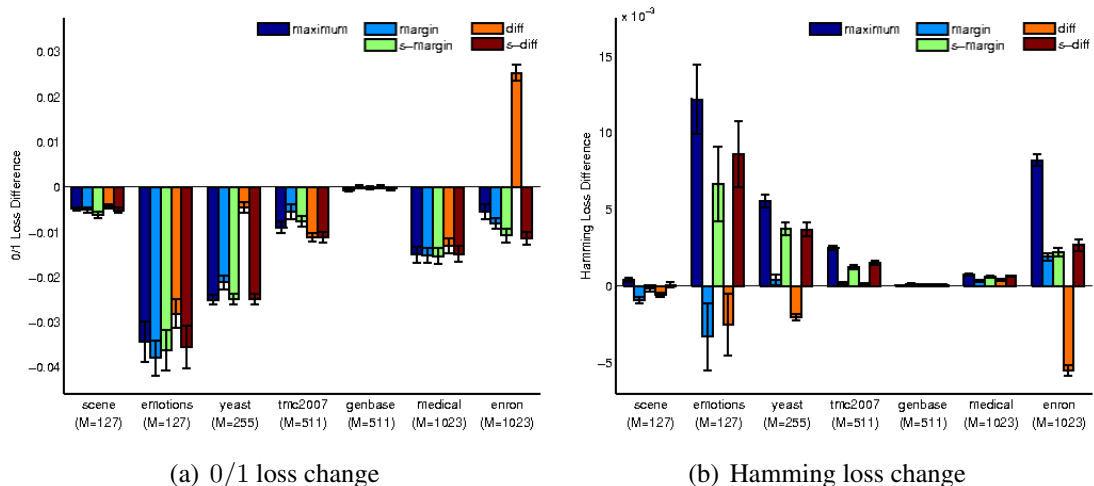 maximum margin diff
s-margin s-diff
0.03
0.02
0.01
0
−0.01
−0.02
−0.03
−0.04
0/1 Loss Difference
scene emotions yeast tmc2007 genbase medical enron
(M=127) (M=127) (M=255) (M=511) (M=511) (M=1023) (M=1023)
(a) 0/1 loss change
x 10⁻³
maximum margin diff
s-margin s-diff
15
10
5
0
−5
Hamming Loss Difference
scene emotions yeast tmc2007 genbase medical enron
(M=127) (M=127) (M=255) (M=511) (M=511) (M=1023) (M=1023)
(b) Hamming loss change